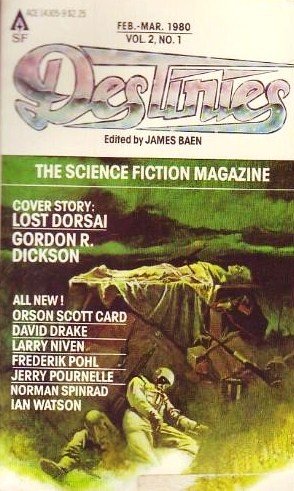 ACE 14305-9 $2.25
SF
FEB.-MAR. 1980
VOL. 2, NO. 1
Destinies
Edited by JAMES BAEN
THE SCIENCE FICTION MAGAZINE
COVER STORY:
LOST DORSAI
GORDON R.
DICKSON
ALL NEW!
ORSON SCOTT CARD
DAVID DRAKE
LARRY NIVEN
FREDERIK POHL
JERRY POURNELLE
NORMAN SPINRAD
IAN WATSON